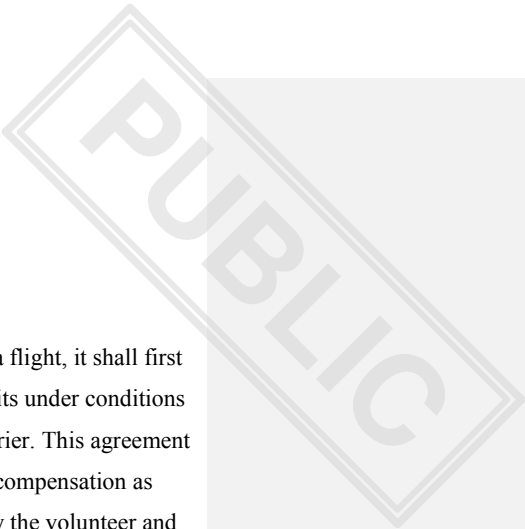 PUBLIC
flight, it shall first
its under conditions
rier. This agreement
compensation as
the volunteer and